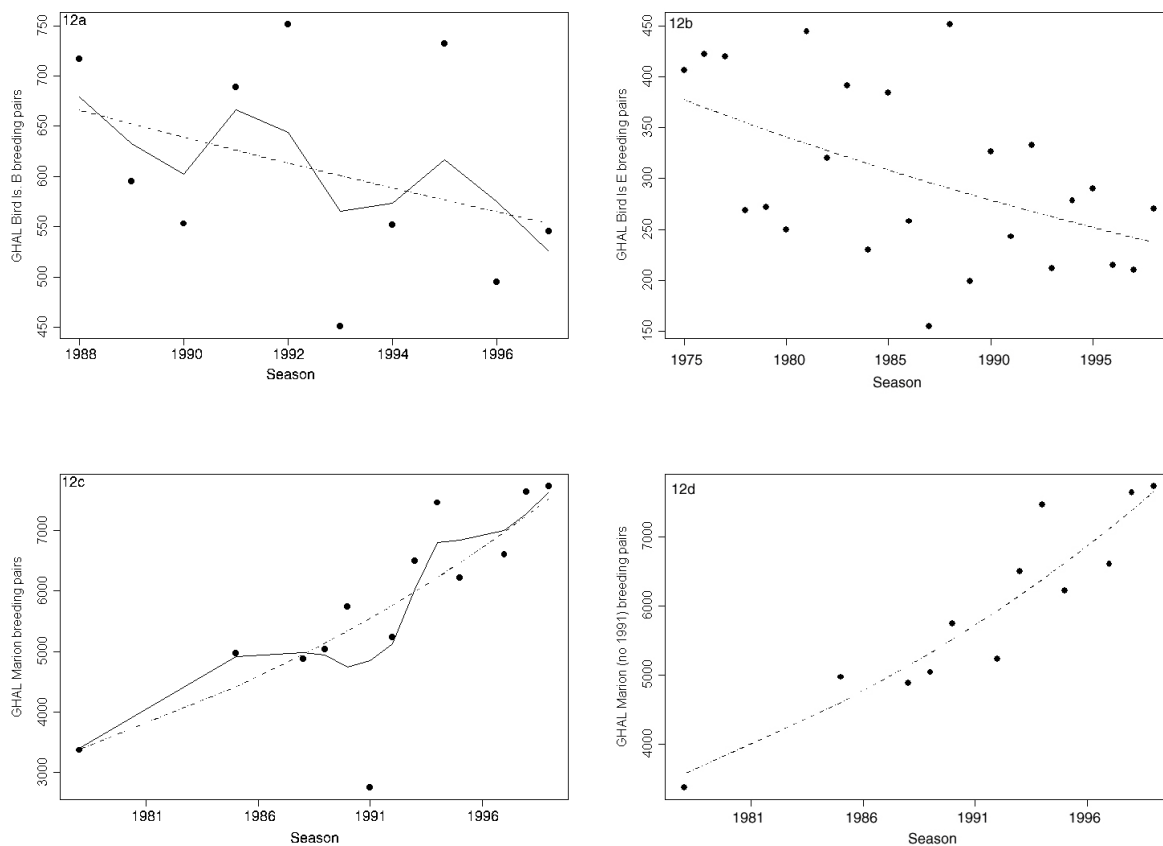 12a
GHAL Bird Is. B breeding pairs
750
700
650
600
550
500
450
1988 1990 1992 1994 1996
Season
12b
GHAL Bird Is E breeding pairs
450
400
350
300
250
200
150
1975 1980 1985 1990 1995
Season
12c
GHAL Marion breeding pairs
7000
6000
5000
4000
3000
1981 1986 1991 1996
Season
12d
GHAL Marion (no 1991) breeding pairs
7000
6000
5000
4000
1981 1986 1991 1996
Season